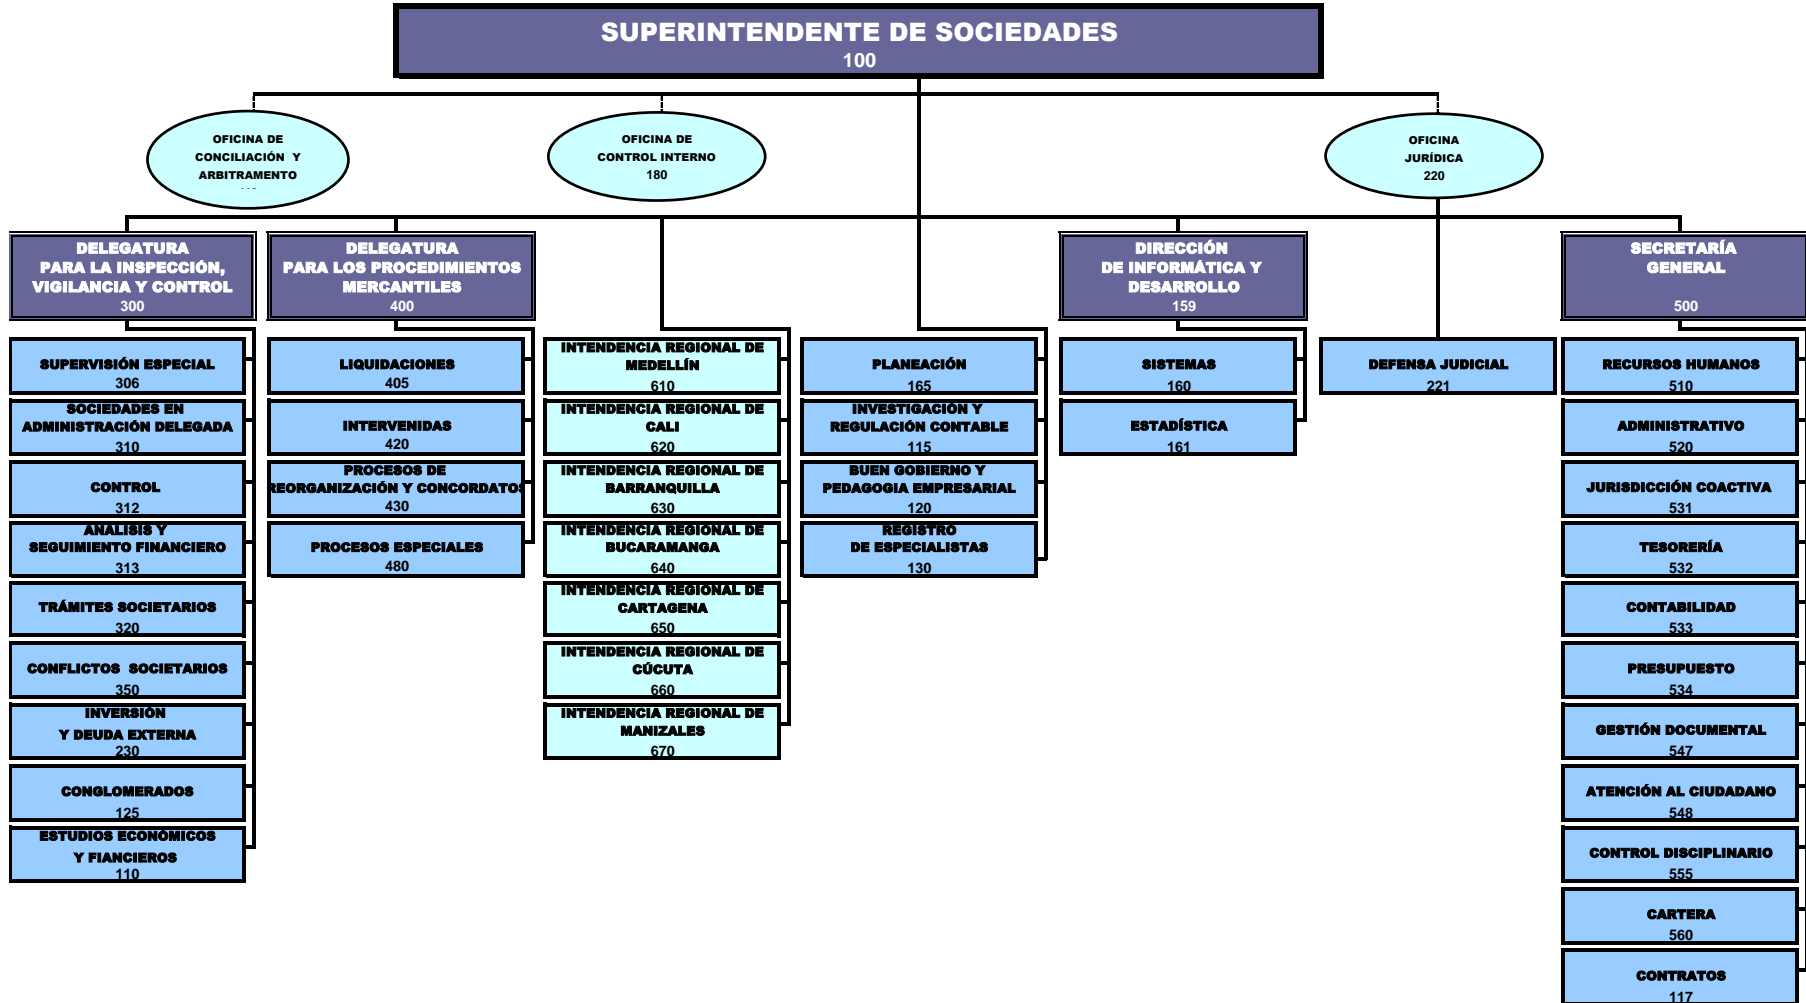 SUPERINTENDENTE DE SOCIEDADES
100
OFICINA DE
CONCILIACIÓN Y
ARBITRAMENTO
OFICINA DE
CONTROL INTERNO
180
OFICINA
JURÍDICA
220
DELEGATURA
PARA LA INSPECCIÓN,
VIGILANCIA Y CONTROL
300
DELEGATURA
PARA LOS PROCEDIMIENTOS
MERCANTILES
400
DIRECCIÓN
DE INFORMÁTICA Y
DESARROLLO
159
SECRETARÍA
GENERAL
500
SUPERVISIÓN ESPECIAL
306
SOCIEDADES EN
ADMINISTRACIÓN DELEGADA
310
CONTROL
312
ANALISIS Y
SEGUIMIENTO FINANCIERO
313
TRÁMITES SOCIETARIOS
320
CONFLICTOS SOCIETARIOS
350
INVERSIÓN
Y DEUDA EXTERNA
230
CONGLOMERADOS
125
ESTUDIOS ECONÓMICOS
Y FIANCIEROS
110
LIQUIDACIONES
405
INTERVENIDAS
420
PROCESOS DE
REORGANIZACIÓN Y CONCORDATOS
430
PROCESOS ESPECIALES
480
INTENDENCIA REGIONAL DE
MEDELLÍN
610
INTENDENCIA REGIONAL DE
CALI
620
INTENDENCIA REGIONAL DE
BARRANQUILLA
630
INTENDENCIA REGIONAL DE
BUCARAMANGA
640
INTENDENCIA REGIONAL DE
CARTAGENA
650
INTENDENCIA REGIONAL DE
CÚCUTA
660
INTENDENCIA REGIONAL DE
MANIZALES
670
PLANEACIÓN
165
INVESTIGACIÓN Y
REGULACIÓN CONTABLE
115
BUEN GOBIERNO Y
PEDAGOGIA EMPRESARIAL
120
REGISTRO
DE ESPECIALISTAS
130
SISTEMAS
160
ESTADÍSTICA
161
DEFENSA JUDICIAL
221
RECURSOS HUMANOS
510
ADMINISTRATIVO
520
JURISDICCIÓN COACTIVA
531
TESORERÍA
532
CONTABILIDAD
533
PRESUPUESTO
534
GESTIÓN DOCUMENTAL
547
ATENCIÓN AL CIUDADANO
548
CONTROL DISCIPLINARIO
555
CARTERA
560
CONTRATOS
117